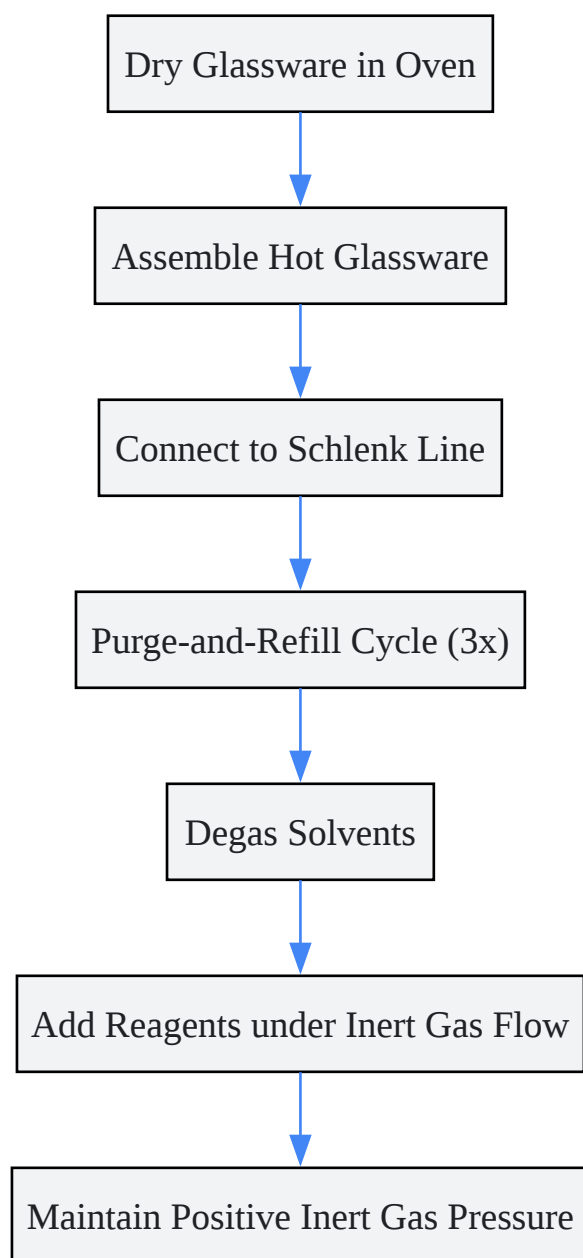 Dry Glassware in Oven
Assemble Hot Glassware
Connect to Schlenk Line
Purge-and-Refill Cycle (3x)
Degas Solvents
Add Reagents under Inert Gas Flow
Maintain Positive Inert Gas Pressure